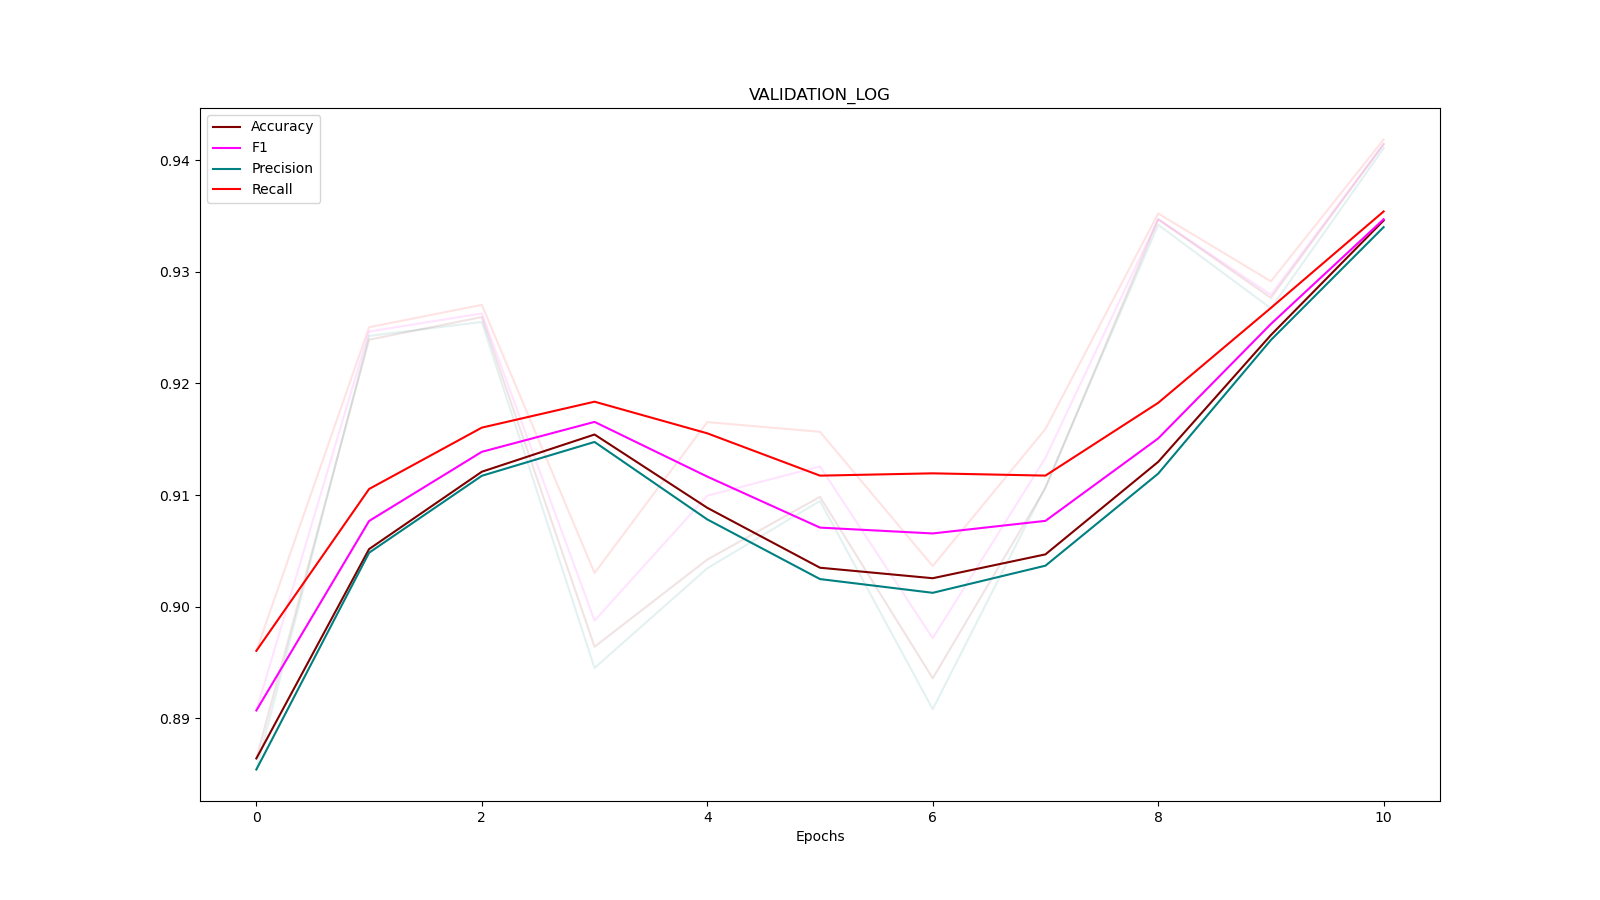 VALIDATION_LOG
Accuracy
F1
Precision
Recall
0.94
0.93
0.92
0.91
0.90
0.89
0 2 4 6 8 10
Epochs